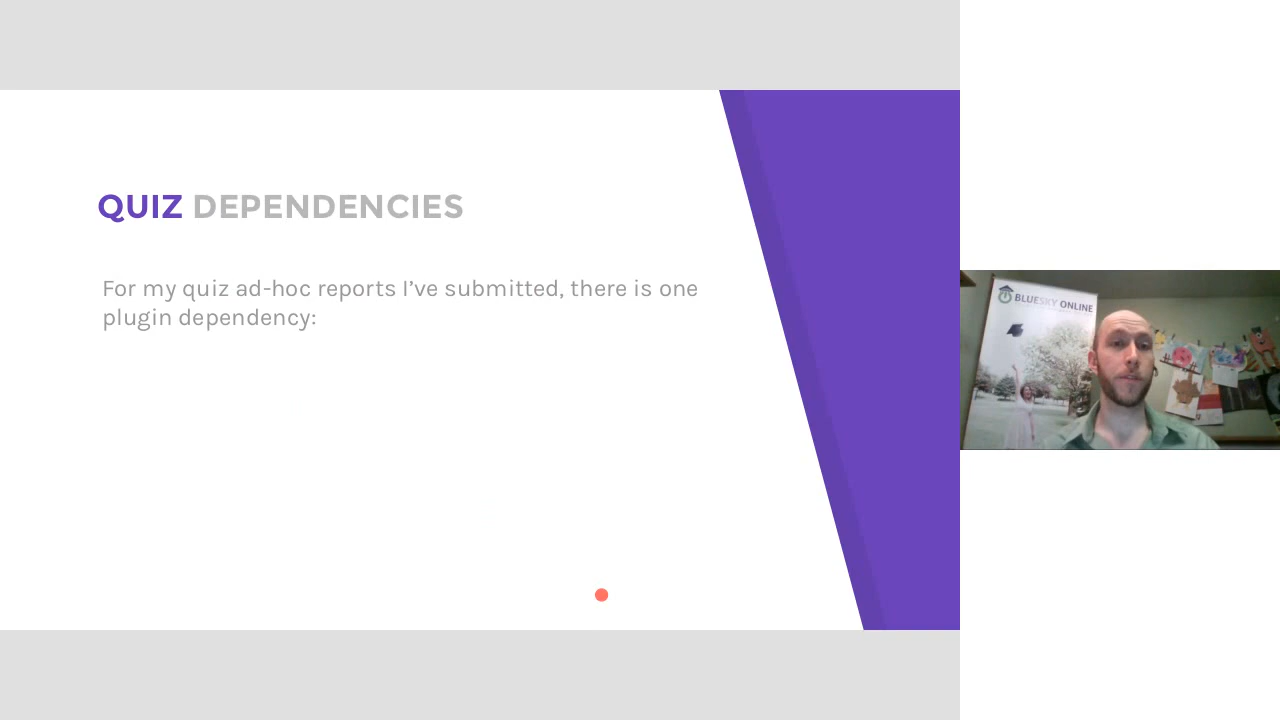 QUIZ DEPENDENCIES
For my quiz ad-hoc reports I’ve submitted, there is one
plugin dependency:
BLUESKY ONLINE